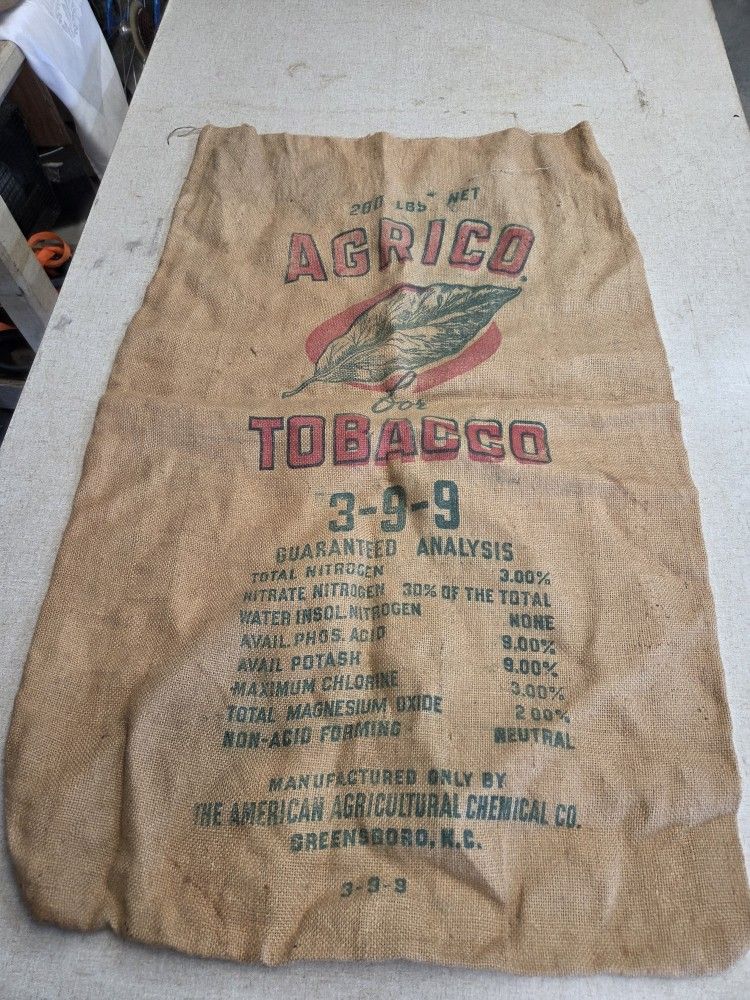 200 LBS NET
AGRICO
for
TOBACCO
3-9-9
GUARANTEED ANALYSIS
TOTAL NITROGEN 3.00%
NITRATE NITROGEN 30% OF THE TOTAL
WATER INSOL. NITROGEN NONE
AVAIL. PHOS. ACID 9.00%
AVAIL POTASH 9.00%
MAXIMUM CHLORINE 3.00%
TOTAL MAGNESIUM OXIDE 2.00%
NON-ACID FORMING NEUTRAL
MANUFACTURED ONLY BY
THE AMERICAN AGRICULTURAL CHEMICAL CO.
GREENSBORO, N.C.
3-9-9